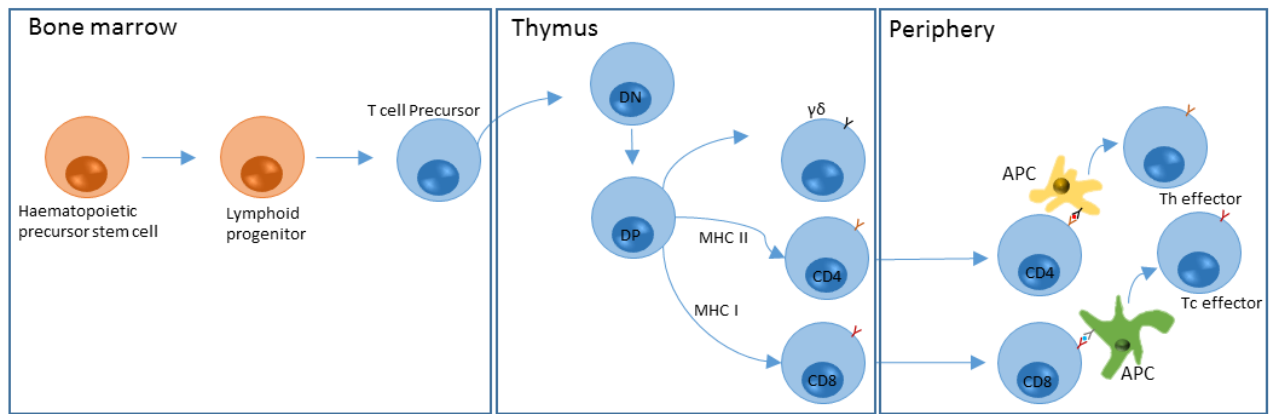 Bone marrow
Haematopoietic
precursor stem cell
Lymphoid
progenitor
T cell Precursor
Thymus
DN
DP
γδ
MHC II
CD4
MHC I
CD8
Periphery
APC
Th effector
CD4
Tc effector
CD8
APC